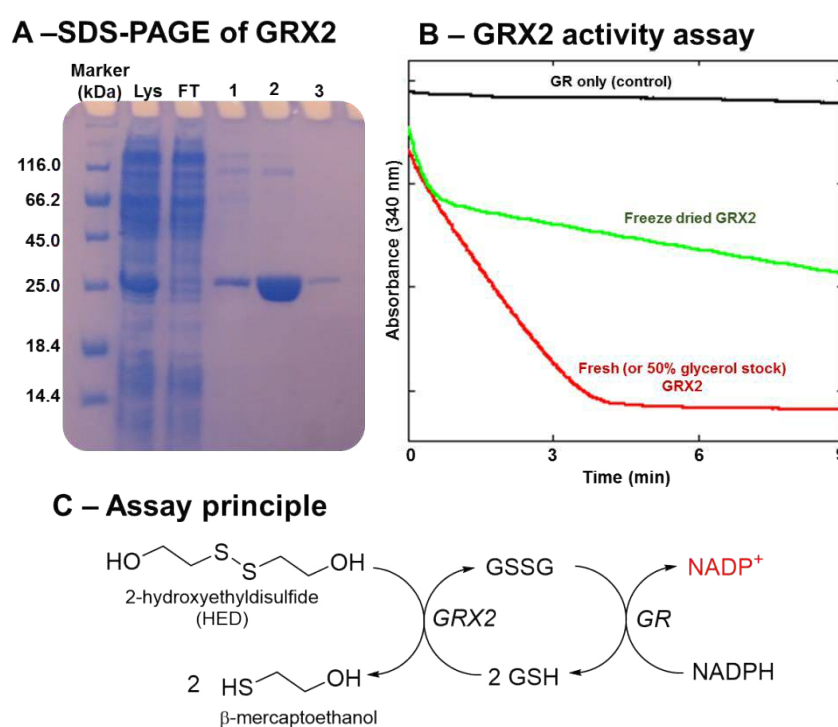 A –SDS-PAGE of GRX2
Marker
(kDa) Lys FT 1 2 3
116.0
66.2
45.0
25.0
18.4
14.4
B – GRX2 activity assay
Absorbance (340 nm)
GR only (control)
Freeze dried GRX2
Fresh (or 50% glycerol stock)
GRX2
0 3 6 9
Time (min)
C – Assay principle
HO S S OH
2-hydroxyethyldisulfide
(HED)
GSSG
NADP⁺
GRX2
GR
2 HS OH
2 GSH
NADPH
β-mercaptoethanol